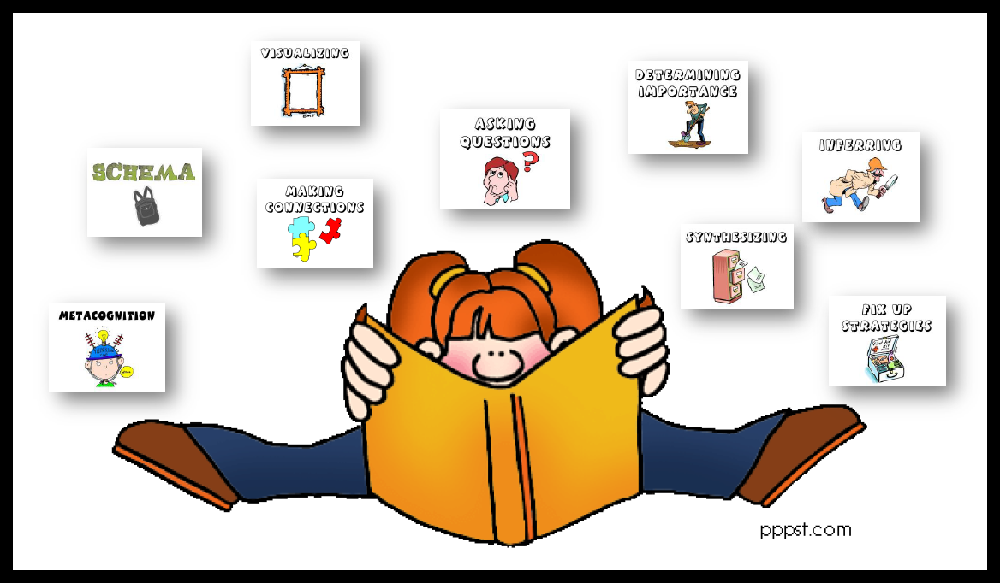 VISUALIZING
DETERMINING
IMPORTANCE
ASKING
QUESTIONS
INFERRING
SCHEMA
MAKING
CONNECTIONS
SYNTHESIZING
METACOGNITION
FIX UP
STRATEGIES
pppst.com